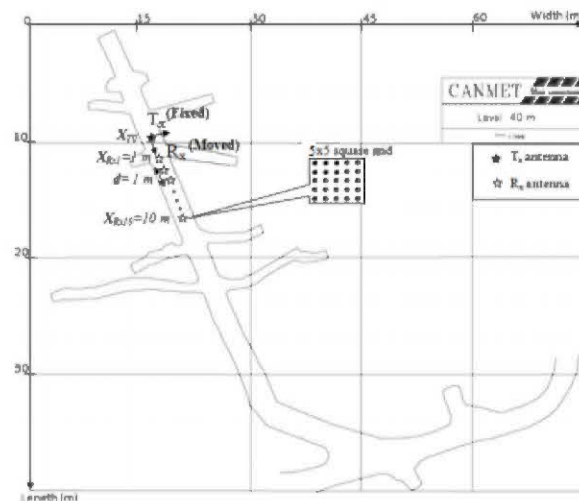 0 15 30 45 60 Width (m)
CANMET
Level 40 m
Tx (Fixed)
XTx
10
Rx (Moved)
5x5 square grid
XRx1=1 m
d=1 m
Tx antenna
Rx antenna
XRx10=10 m
20
30
Length (m)